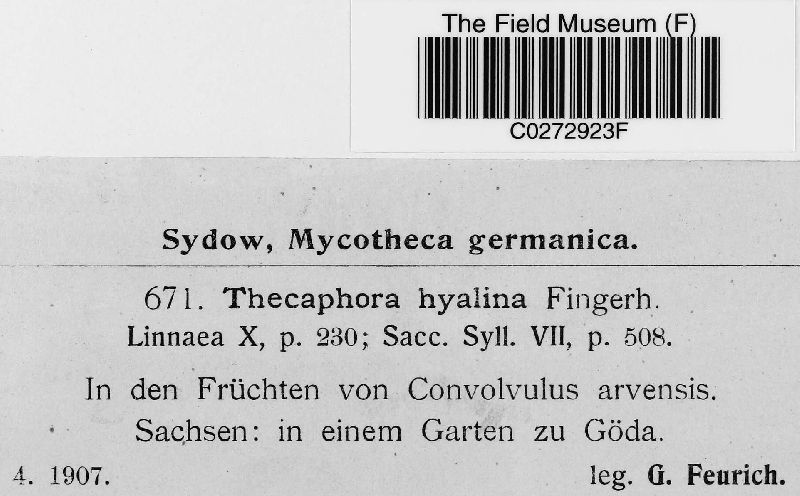 The Field Museum (F)
C0272923F
Sydow, Mycotheca germanica.
671. Thecaphora hyalina Fingerh.
Linnaea X, p. 230; Sacc. Syll. VII, p. 508.
In den Früchten von Convolvulus arvensis.
Sachsen: in einem Garten zu Göda.
4. 1907. leg. G. Feurich.